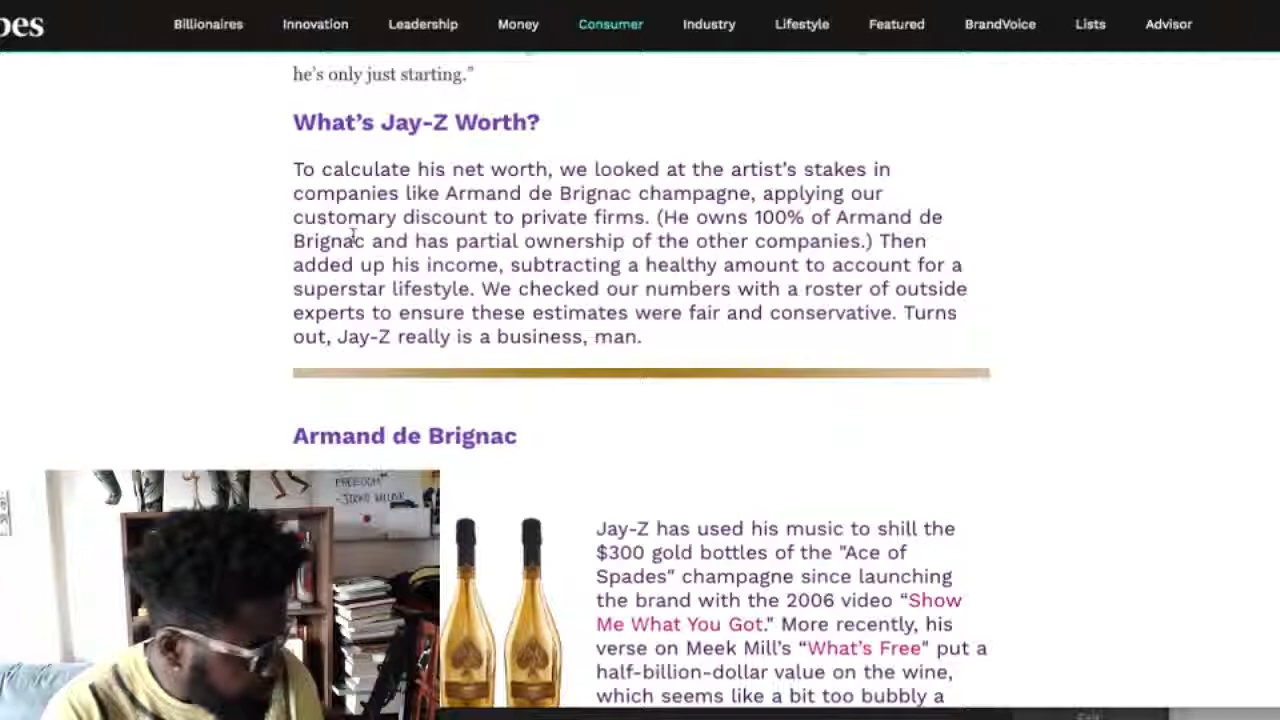 bes
Billionaires Innovation Leadership Money Consumer Industry Lifestyle Featured BrandVoice Lists Advisor
he's only just starting."
What's Jay-Z Worth?
To calculate his net worth, we looked at the artist's stakes in
companies like Armand de Brignac champagne, applying our
customary discount to private firms. (He owns 100% of Armand de
Brignac and has partial ownership of the other companies.) Then
added up his income, subtracting a healthy amount to account for a
superstar lifestyle. We checked our numbers with a roster of outside
experts to ensure these estimates were fair and conservative. Turns
out, Jay-Z really is a business, man.
Armand de Brignac
FREEDOM"
-JOCKO WILLINK
Jay-Z has used his music to shill the
$300 gold bottles of the "Ace of
Spades" champagne since launching
the brand with the 2006 video “Show
Me What You Got.” More recently, his
verse on Meek Mill's “What's Free” put a
half-billion-dollar value on the wine,
which seems like a bit too bubbly a